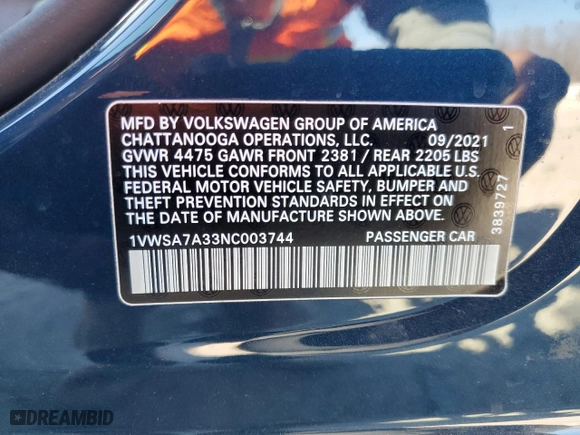 MFD BY VOLKSWAGEN GROUP OF AMERICA
CHATTANOOGA OPERATIONS, LLC. 09/2021
GVWR 4475 GAWR FRONT 2381 / REAR 2205 LBS
THIS VEHICLE CONFORMS TO ALL APPLICABLE U.S.
FEDERAL MOTOR VEHICLE SAFETY, BUMPER AND
THEFT PREVENTION STANDARDS IN EFFECT ON
THE DATE OF MANUFACTURE SHOWN ABOVE.
1VWSA7A33NC003744 PASSENGER CAR
3839727 1
DREAMBID